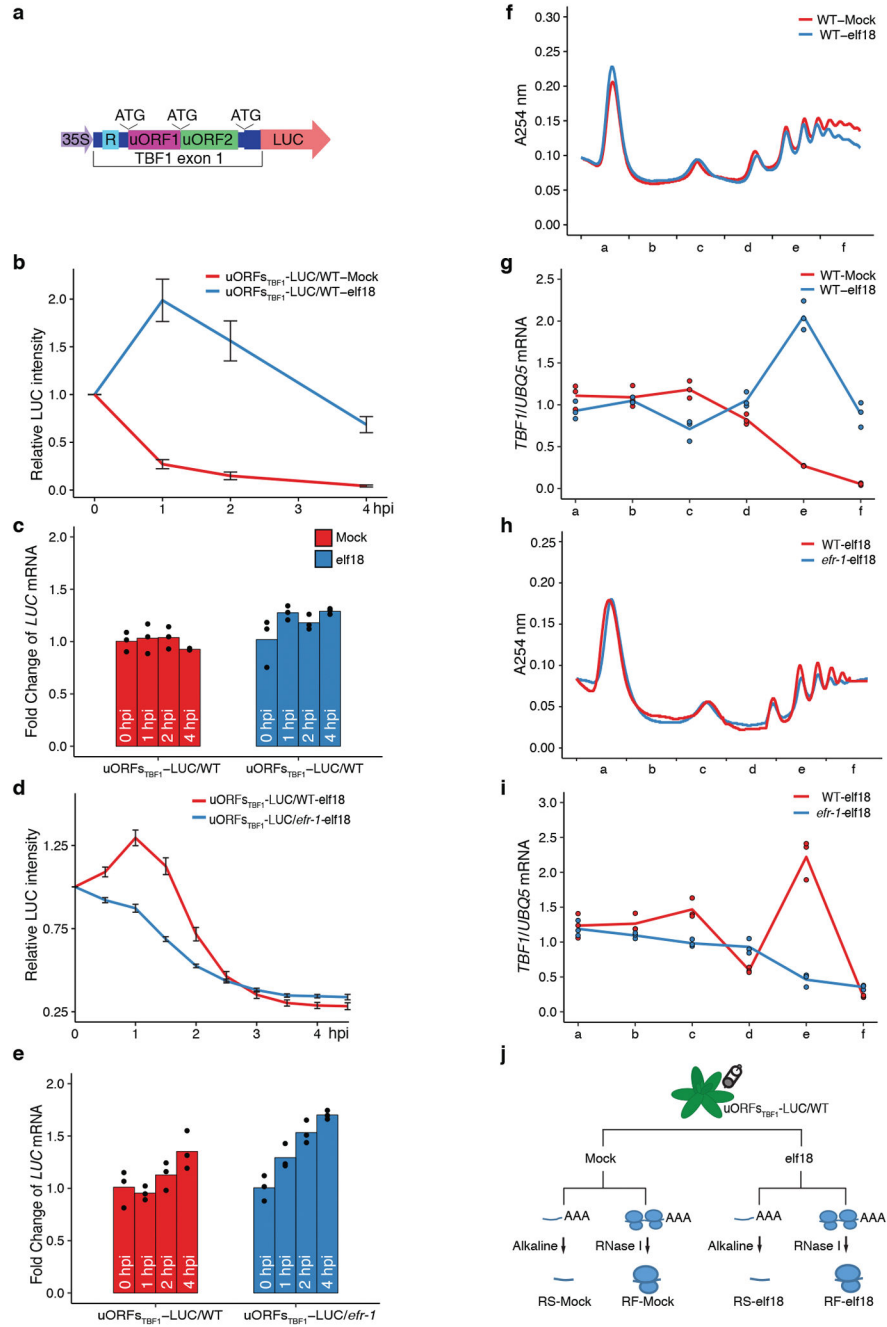 a
ATG ATG ATG
35S R uORF1 uORF2 LUC
TBF1 exon 1
b
uORFsTBF1-LUC/WT–Mock
uORFsTBF1-LUC/WT–elf18
Relative LUC intensity
2.0
1.5
1.0
0.5
0.0
0 1 2 3 4 hpi
c
Mock
elf18
Fold Change of LUC mRNA
2.0
1.5
1.0
0.5
0.0
0 hpi 1 hpi 2 hpi 4 hpi 0 hpi 1 hpi 2 hpi 4 hpi
uORFsTBF1–LUC/WT uORFsTBF1–LUC/WT
d
uORFsTBF1-LUC/WT-elf18
uORFsTBF1-LUC/efr-1-elf18
Relative LUC intensity
1.25
0.75
0.25
0 1 2 3 4 hpi
e
Fold Change of LUC mRNA
2.0
1.5
1.0
0.5
0.0
0 hpi 1 hpi 2 hpi 4 hpi 0 hpi 1 hpi 2 hpi 4 hpi
uORFsTBF1–LUC/WT uORFsTBF1–LUC/efr-1
f
WT–Mock
WT–elf18
A254 nm
0.30
0.25
0.20
0.15
0.10
0.05
0.00
a b c d e f
g
WT-Mock
WT–elf18
TBF1/UBQ5 mRNA
2.5
2.0
1.5
1.0
0.5
0.0
a b c d e f
h
WT-elf18
efr-1-elf18
A254 nm
0.25
0.20
0.15
0.10
0.05
0.00
a b c d e f
i
WT-elf18
efr-1-elf18
TBF1/UBQ5 mRNA
3.0
2.5
2.0
1.5
1.0
0.5
0.0
a b c d e f
j
uORFsTBF1-LUC/WT
Mock elf18
AAA AAA AAA AAA
Alkaline RNase I Alkaline RNase I
RS-Mock RF-Mock RS-elf18 RF-elf18